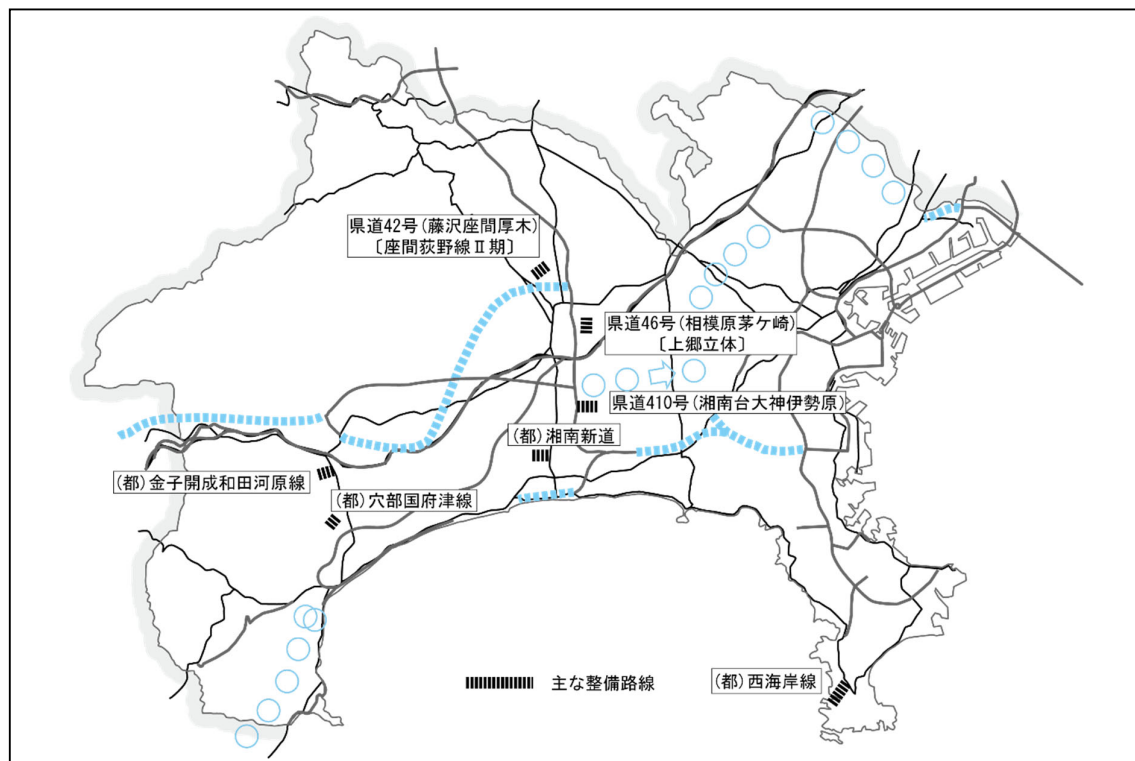 県道42号(藤沢座間厚木)
〔座間荻野線Ⅱ期〕
県道46号(相模原茅ケ崎)
〔上郷立体〕
県道410号(湘南台大神伊勢原)
(都)湘南新道
(都)金子開成和田河原線
(都)穴部国府津線
主な整備路線
(都)西海岸線